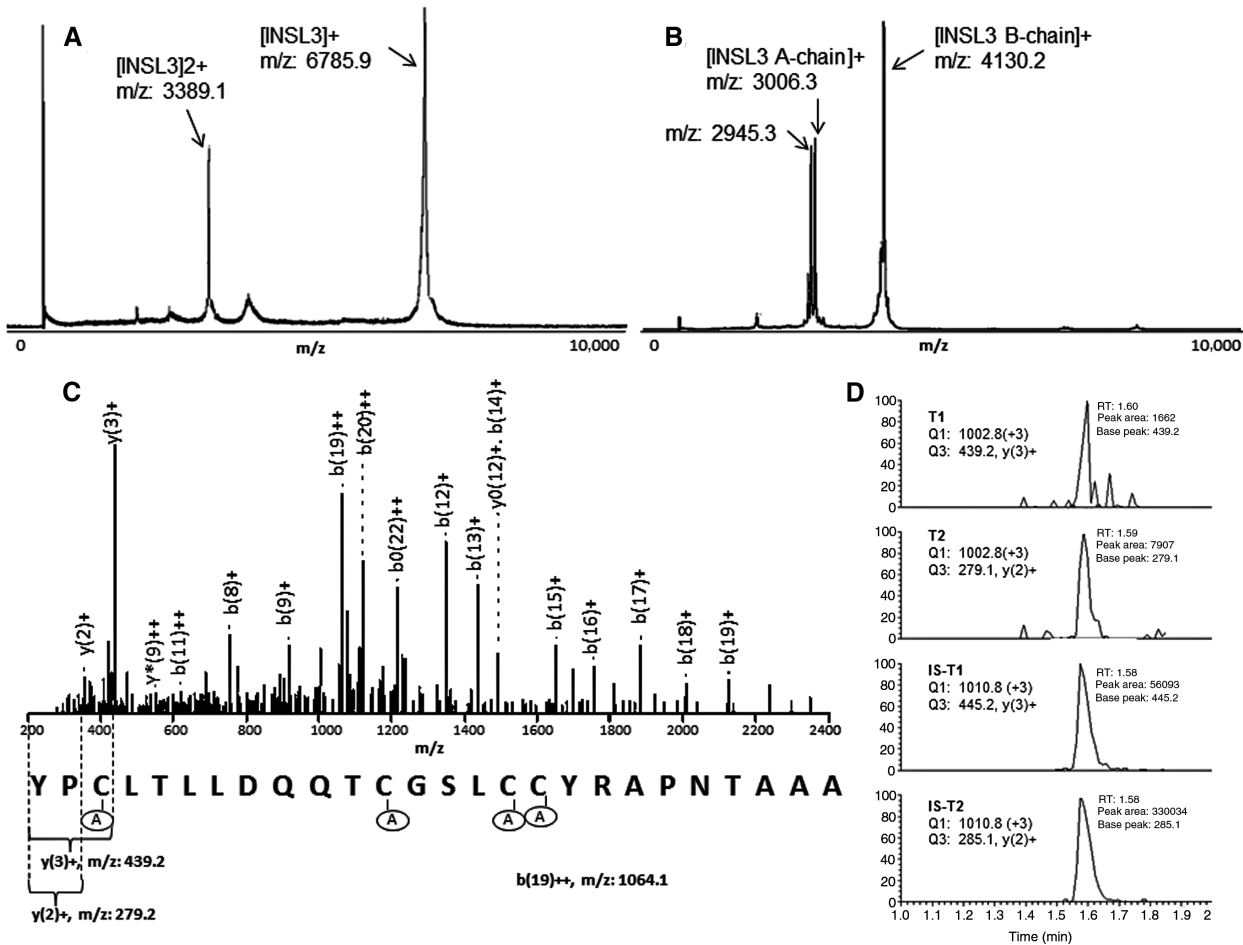 A
[INSL3]2+
m/z: 3389.1
[INSL3]+
m/z: 6785.9
0
m/z
10,000
B
[INSL3 A-chain]+
m/z: 3006.3
m/z: 2945.3
[INSL3 B-chain]+
m/z: 4130.2
0
m/z
10,000
C
y(2)+
y(3)+
y*(9)++
b(11)++
b(8)+
b(9)+
b(19)++
b(20)++
b0(22)++
b(12)+
b(13)+
y0(12)+. b(14)+
b(15)+
b(16)+
b(17)+
b(18)+
b(19)+
200 400 600 800 1000 1200 1400 1600 1800 2000 2200 2400
m/z
Y P C L T L L D Q Q T C G S L C C Y R A P N T A A A
A A A A
y(3)+, m/z: 439.2
b(19)++, m/z: 1064.1
y(2)+, m/z: 279.2
D
100
80
60
40
20
0
T1
Q1: 1002.8(+3)
Q3: 439.2, y(3)+
RT: 1.60
Peak area: 1662
Base peak: 439.2
100
80
60
40
20
0
T2
Q1: 1002.8(+3)
Q3: 279.1, y(2)+
RT: 1.59
Peak area: 7907
Base peak: 279.1
100
80
60
40
20
0
IS-T1
Q1: 1010.8 (+3)
Q3: 445.2, y(3)+
RT: 1.58
Peak area: 56093
Base peak: 445.2
100
80
60
40
20
0
IS-T2
Q1: 1010.8 (+3)
Q3: 285.1, y(2)+
RT: 1.58
Peak area: 330034
Base peak: 285.1
1.0 1.1 1.2 1.3 1.4 1.5 1.6 1.7 1.8 1.9 2
Time (min)